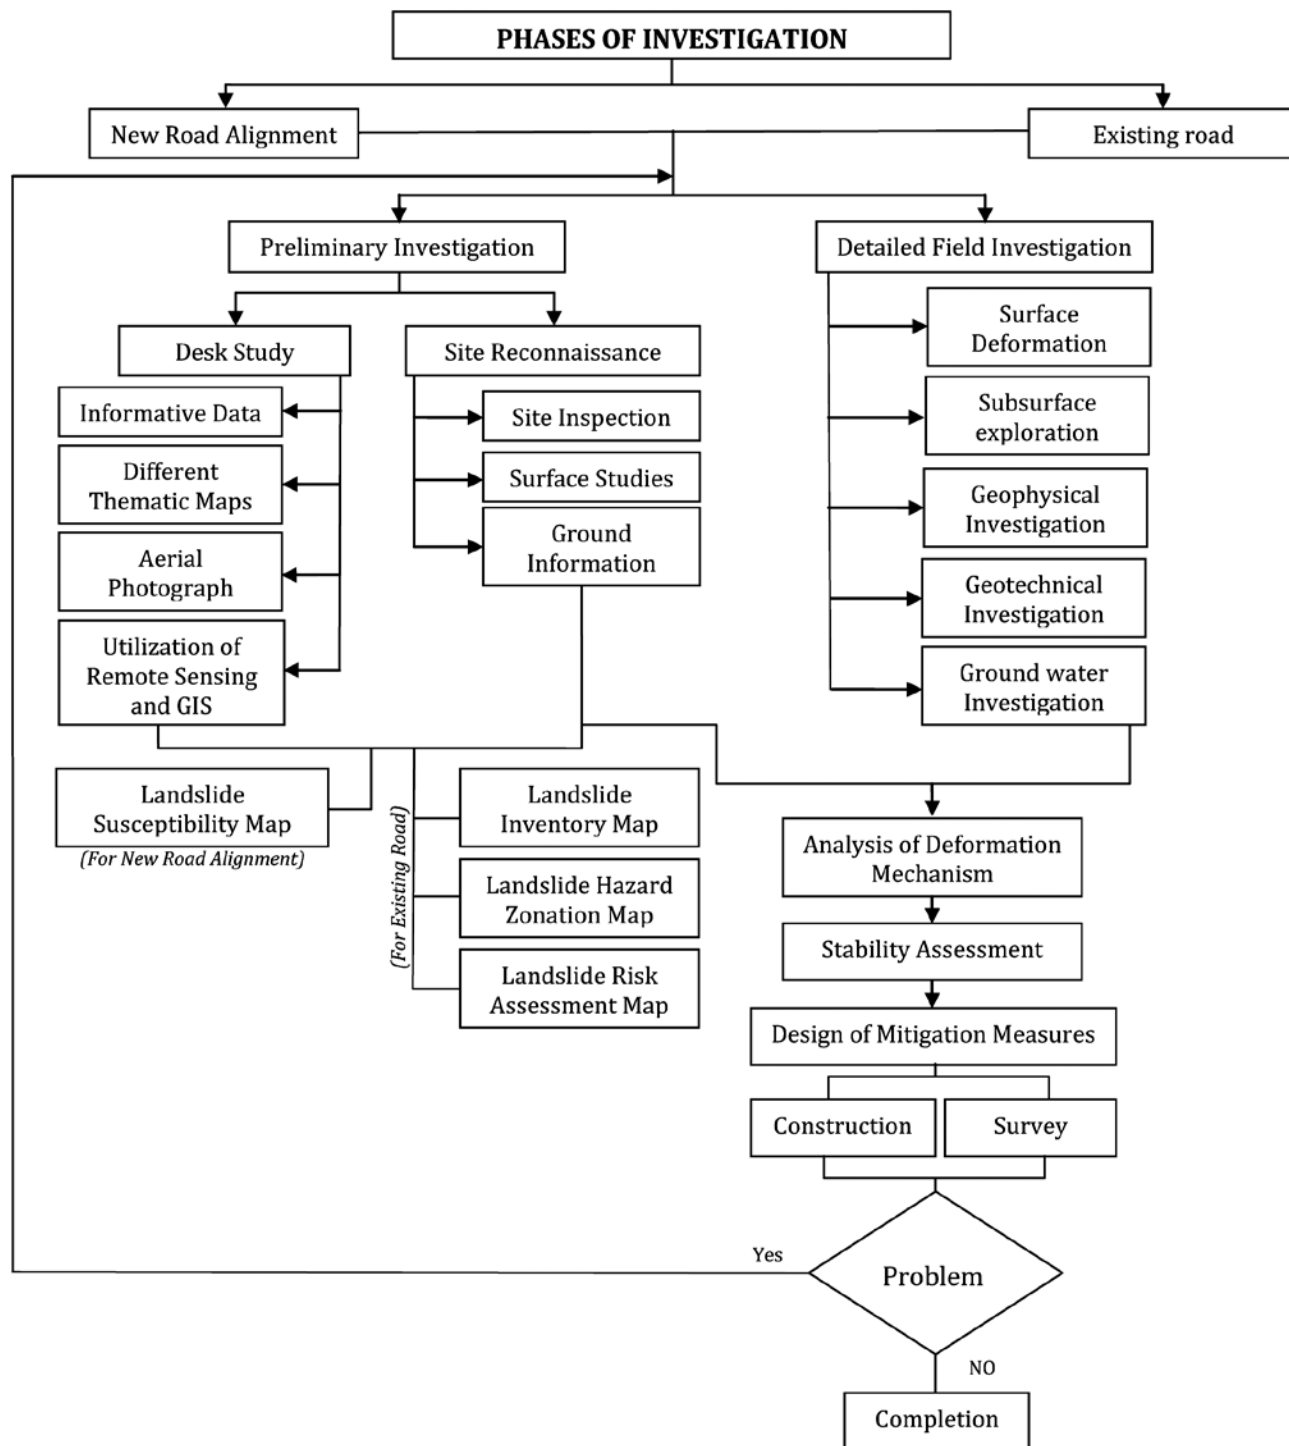 PHASES OF INVESTIGATION
New Road Alignment
Existing road
Preliminary Investigation
Detailed Field Investigation
Desk Study
Site Reconnaissance
Informative Data
Different
Thematic Maps
Aerial
Photograph
Utilization of
Remote Sensing
and GIS
Site Inspection
Surface Studies
Ground
Information
Surface
Deformation
Subsurface
exploration
Geophysical
Investigation
Geotechnical
Investigation
Ground water
Investigation
Landslide
Susceptibility Map
(For New Road Alignment)
(For Existing Road)
Landslide
Inventory Map
Landslide Hazard
Zonation Map
Landslide Risk
Assessment Map
Analysis of Deformation
Mechanism
Stability Assessment
Design of Mitigation Measures
Construction
Survey
Yes
Problem
NO
Completion